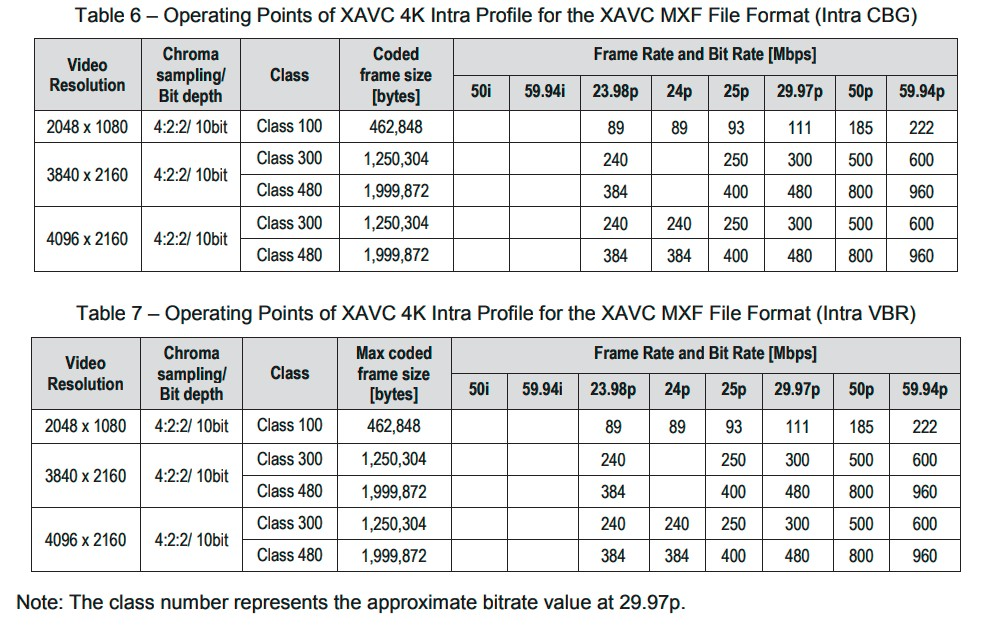 Table 6 – Operating Points of XAVC 4K Intra Profile for the XAVC MXF File Format (Intra CBG)
Video Resolution Chroma sampling/ Bit depth Class Coded frame size [bytes] Frame Rate and Bit Rate [Mbps]
50i 59.94i 23.98p 24p 25p 29.97p 50p 59.94p
2048 x 1080 4:2:2/ 10bit Class 100 462,848 89 89 93 111 185 222
3840 x 2160 4:2:2/ 10bit Class 300 1,250,304 240 250 300 500 600
Class 480 1,999,872 384 400 480 800 960
4096 x 2160 4:2:2/ 10bit Class 300 1,250,304 240 240 250 300 500 600
Class 480 1,999,872 384 384 400 480 800 960
Table 7 – Operating Points of XAVC 4K Intra Profile for the XAVC MXF File Format (Intra VBR)
Video Resolution Chroma sampling/ Bit depth Class Max coded frame size [bytes] Frame Rate and Bit Rate [Mbps]
50i 59.94i 23.98p 24p 25p 29.97p 50p 59.94p
2048 x 1080 4:2:2/ 10bit Class 100 462,848 89 89 93 111 185 222
3840 x 2160 4:2:2/ 10bit Class 300 1,250,304 240 250 300 500 600
Class 480 1,999,872 384 400 480 800 960
4096 x 2160 4:2:2/ 10bit Class 300 1,250,304 240 240 250 300 500 600
Class 480 1,999,872 384 384 400 480 800 960
Note: The class number represents the approximate bitrate value at 29.97p.